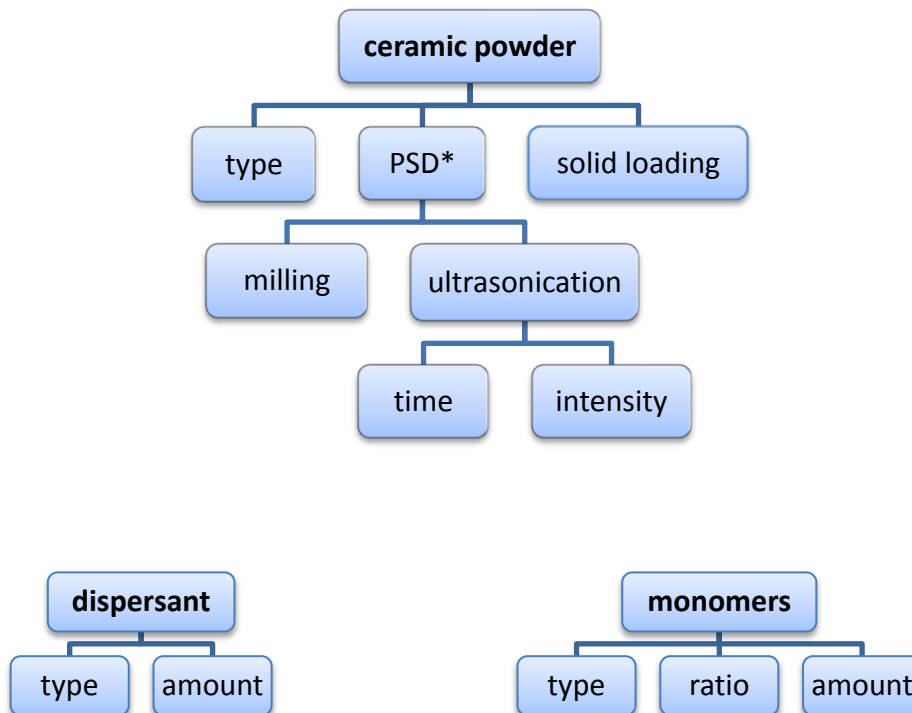 ceramic powder
type
PSD*
solid loading
milling
ultrasonication
time
intensity
dispersant
monomers
type
amount
type
ratio
amount